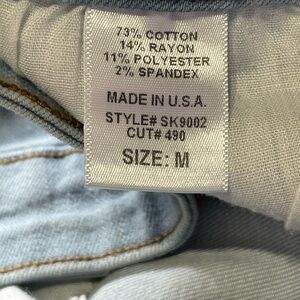 73% COTTON
14% RAYON
11% POLYESTER
2% SPANDEX
MADE IN U.S.A.
STYLE# SK9002
CUT# 490
SIZE: M